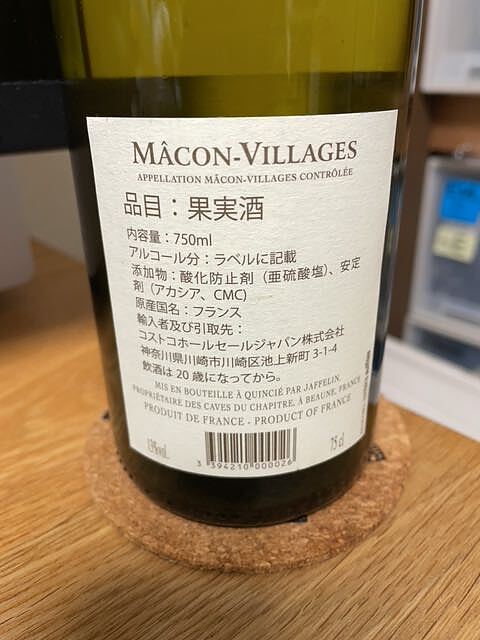 MÂCON-VILLAGES
APPELLATION MÂCON-VILLAGES CONTRÔLÉE
品目：果実酒
内容量：750ml
アルコール分：ラベルに記載
添加物：酸化防止剤（亜硫酸塩）、安定
剤（アカシア、CMC)
原産国名：フランス
輸入者及び引取先：
コストコホールセールジャパン株式会社
神奈川県川崎市川崎区池上新町 3-1-4
飲酒は 20 歳になってから。
MIS EN BOUTEILLE À QUINCIÉ PAR JAFFELIN,
PROPRIÉTAIRE DES CAVES DU CHAPITRE, À BEAUNE, FRANCE
PRODUIT DE FRANCE - PRODUCT OF FRANCE
13%vol.
75 cl
3 394210 000026